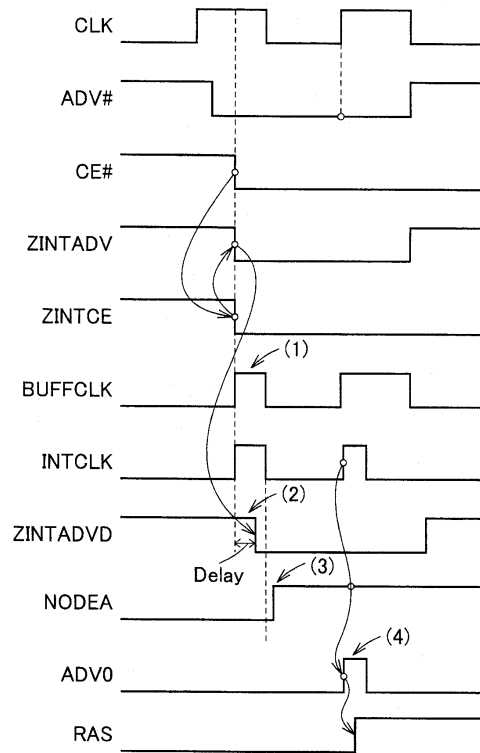 CLK
ADV#
CE#
ZINTADV
ZINTCE
(1)
BUFFCLK
INTCLK
(2)
ZINTADVD
Delay
(3)
NODEA
(4)
ADV0
RAS